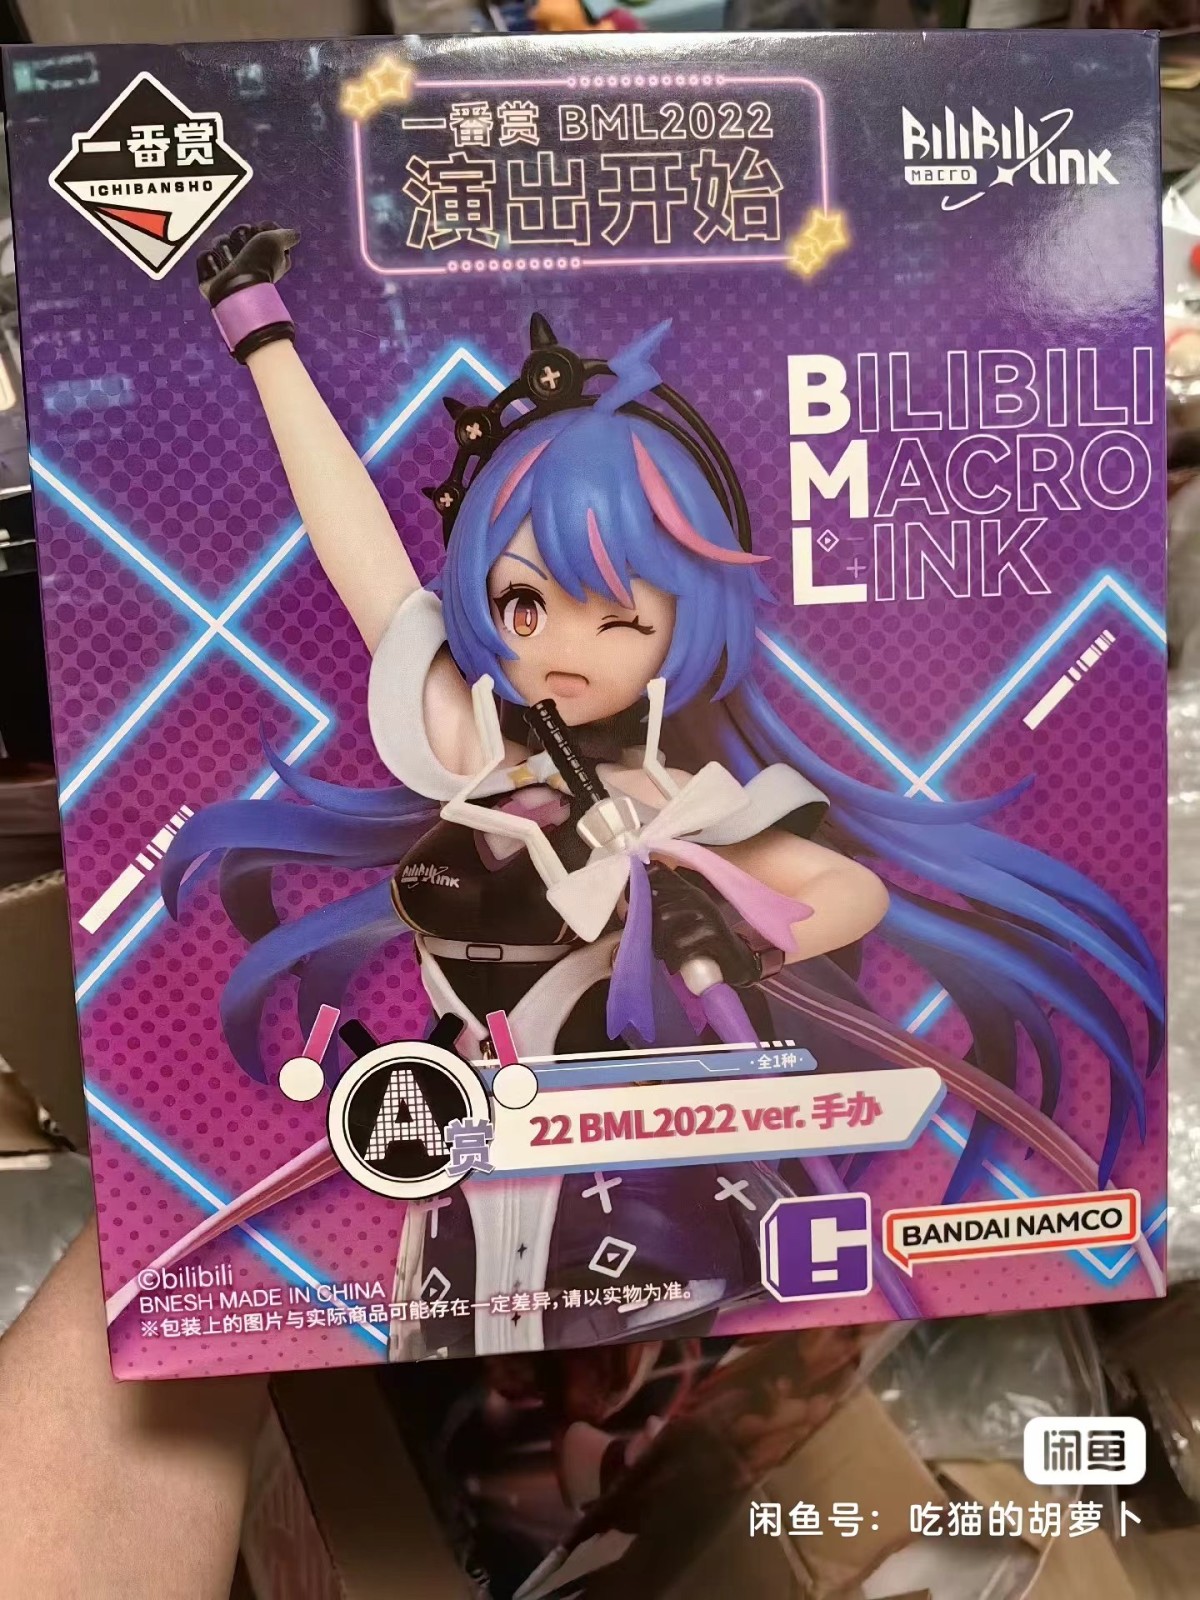 一番赏
ICHIBANSHO
一番赏 BML2022
演出开始
BILIBILI
MACRO LINK
BILIBILI
MACRO
LINK
BILIBILI LINK
·全1种·
A赏
22 BML2022 ver. 手办
C
BANDAI NAMCO
©bilibili
BNESH MADE IN CHINA
※包装上的图片与实际商品可能存在一定差异,请以实物为准。
闲鱼
闲鱼号：吃猫的胡萝卜